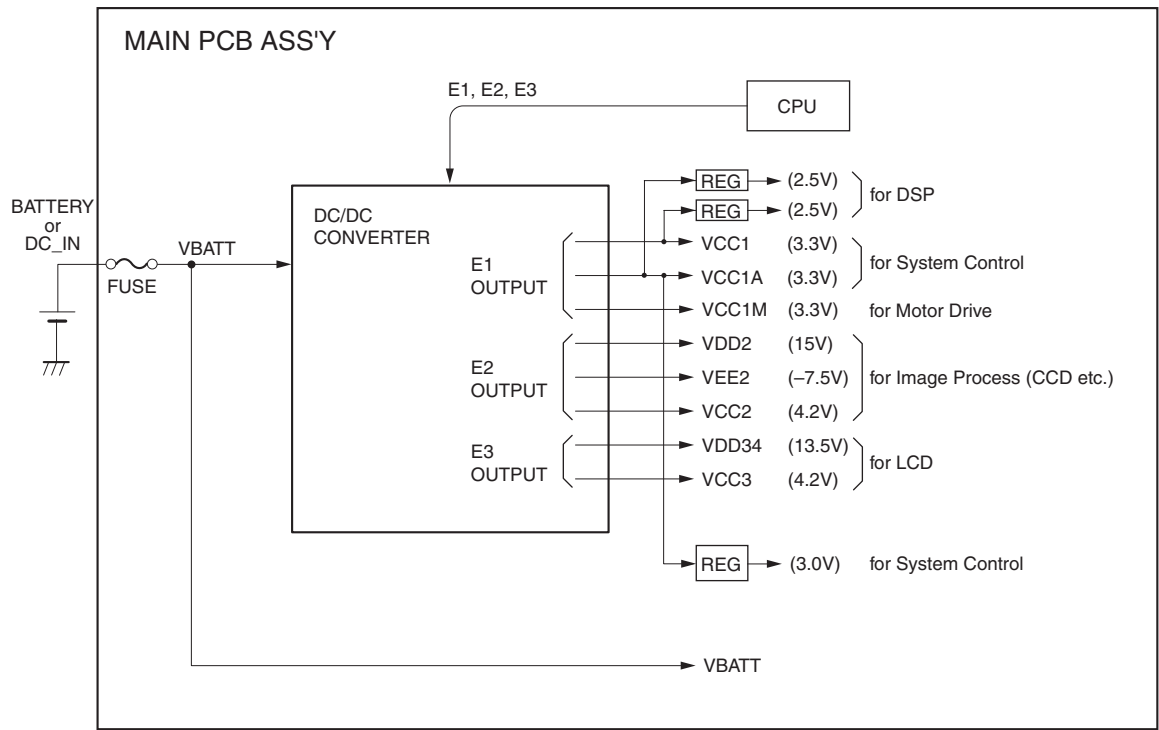 MAIN PCB ASS'Y
E1, E2, E3
CPU
BATTERY
or
DC_IN
FUSE
VBATT
DC/DC
CONVERTER
E1
OUTPUT
E2
OUTPUT
E3
OUTPUT
REG (2.5V)
REG (2.5V)
for DSP
VCC1 (3.3V)
VCC1A (3.3V)
for System Control
VCC1M (3.3V) for Motor Drive
VDD2 (15V)
VEE2 (–7.5V) for Image Process (CCD etc.)
VCC2 (4.2V)
VDD34 (13.5V)
for LCD
VCC3 (4.2V)
REG (3.0V) for System Control
VBATT